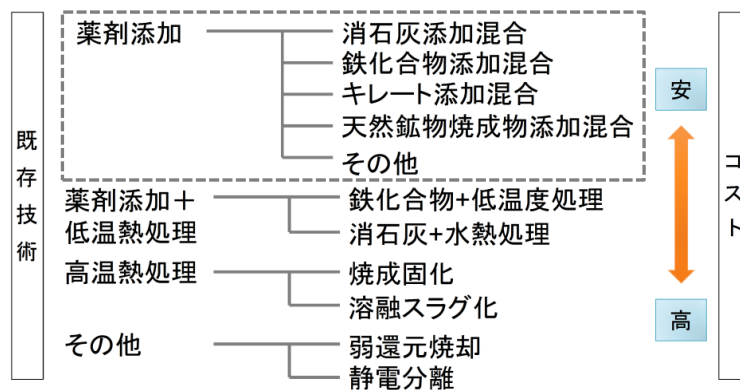 既存技術
薬剤添加
消石灰添加混合
鉄化合物添加混合
キレート添加混合
天然鉱物焼成物添加混合
その他
薬剤添加＋
低温熱処理
鉄化合物+低温度処理
消石灰+水熱処理
高温熱処理
焼成固化
溶融スラグ化
その他
弱還元焼却
静電分離
安
高
コスト